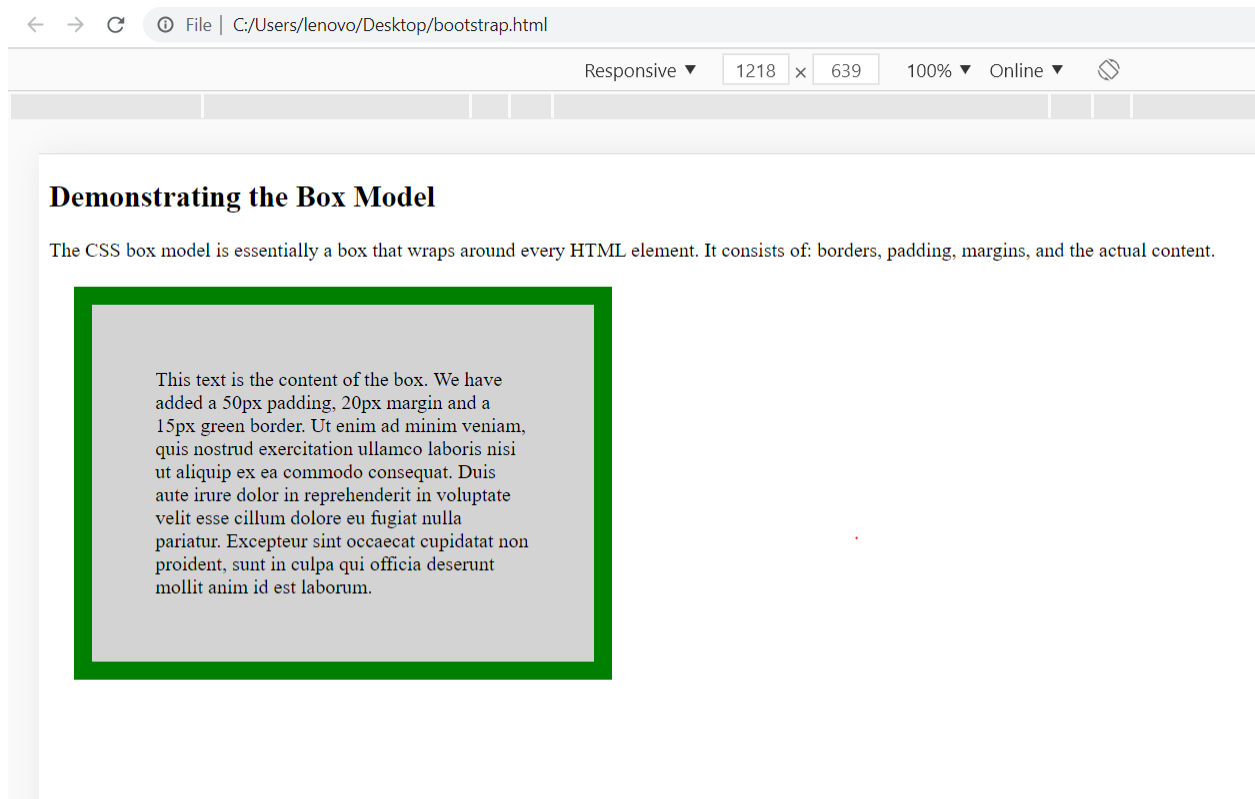 File | C:/Users/lenovo/Desktop/bootstrap.html
Responsive ▼ 1218 × 639 100% ▼ Online ▼
Demonstrating the Box Model
The CSS box model is essentially a box that wraps around every HTML element. It consists of: borders, padding, margins, and the actual content.
This text is the content of the box. We have
added a 50px padding, 20px margin and a
15px green border. Ut enim ad minim veniam,
quis nostrud exercitation ullamco laboris nisi
ut aliquip ex ea commodo consequat. Duis
aute irure dolor in reprehenderit in voluptate
velit esse cillum dolore eu fugiat nulla
pariatur. Excepteur sint occaecat cupidatat non
proident, sunt in culpa qui officia deserunt
mollit anim id est laborum.